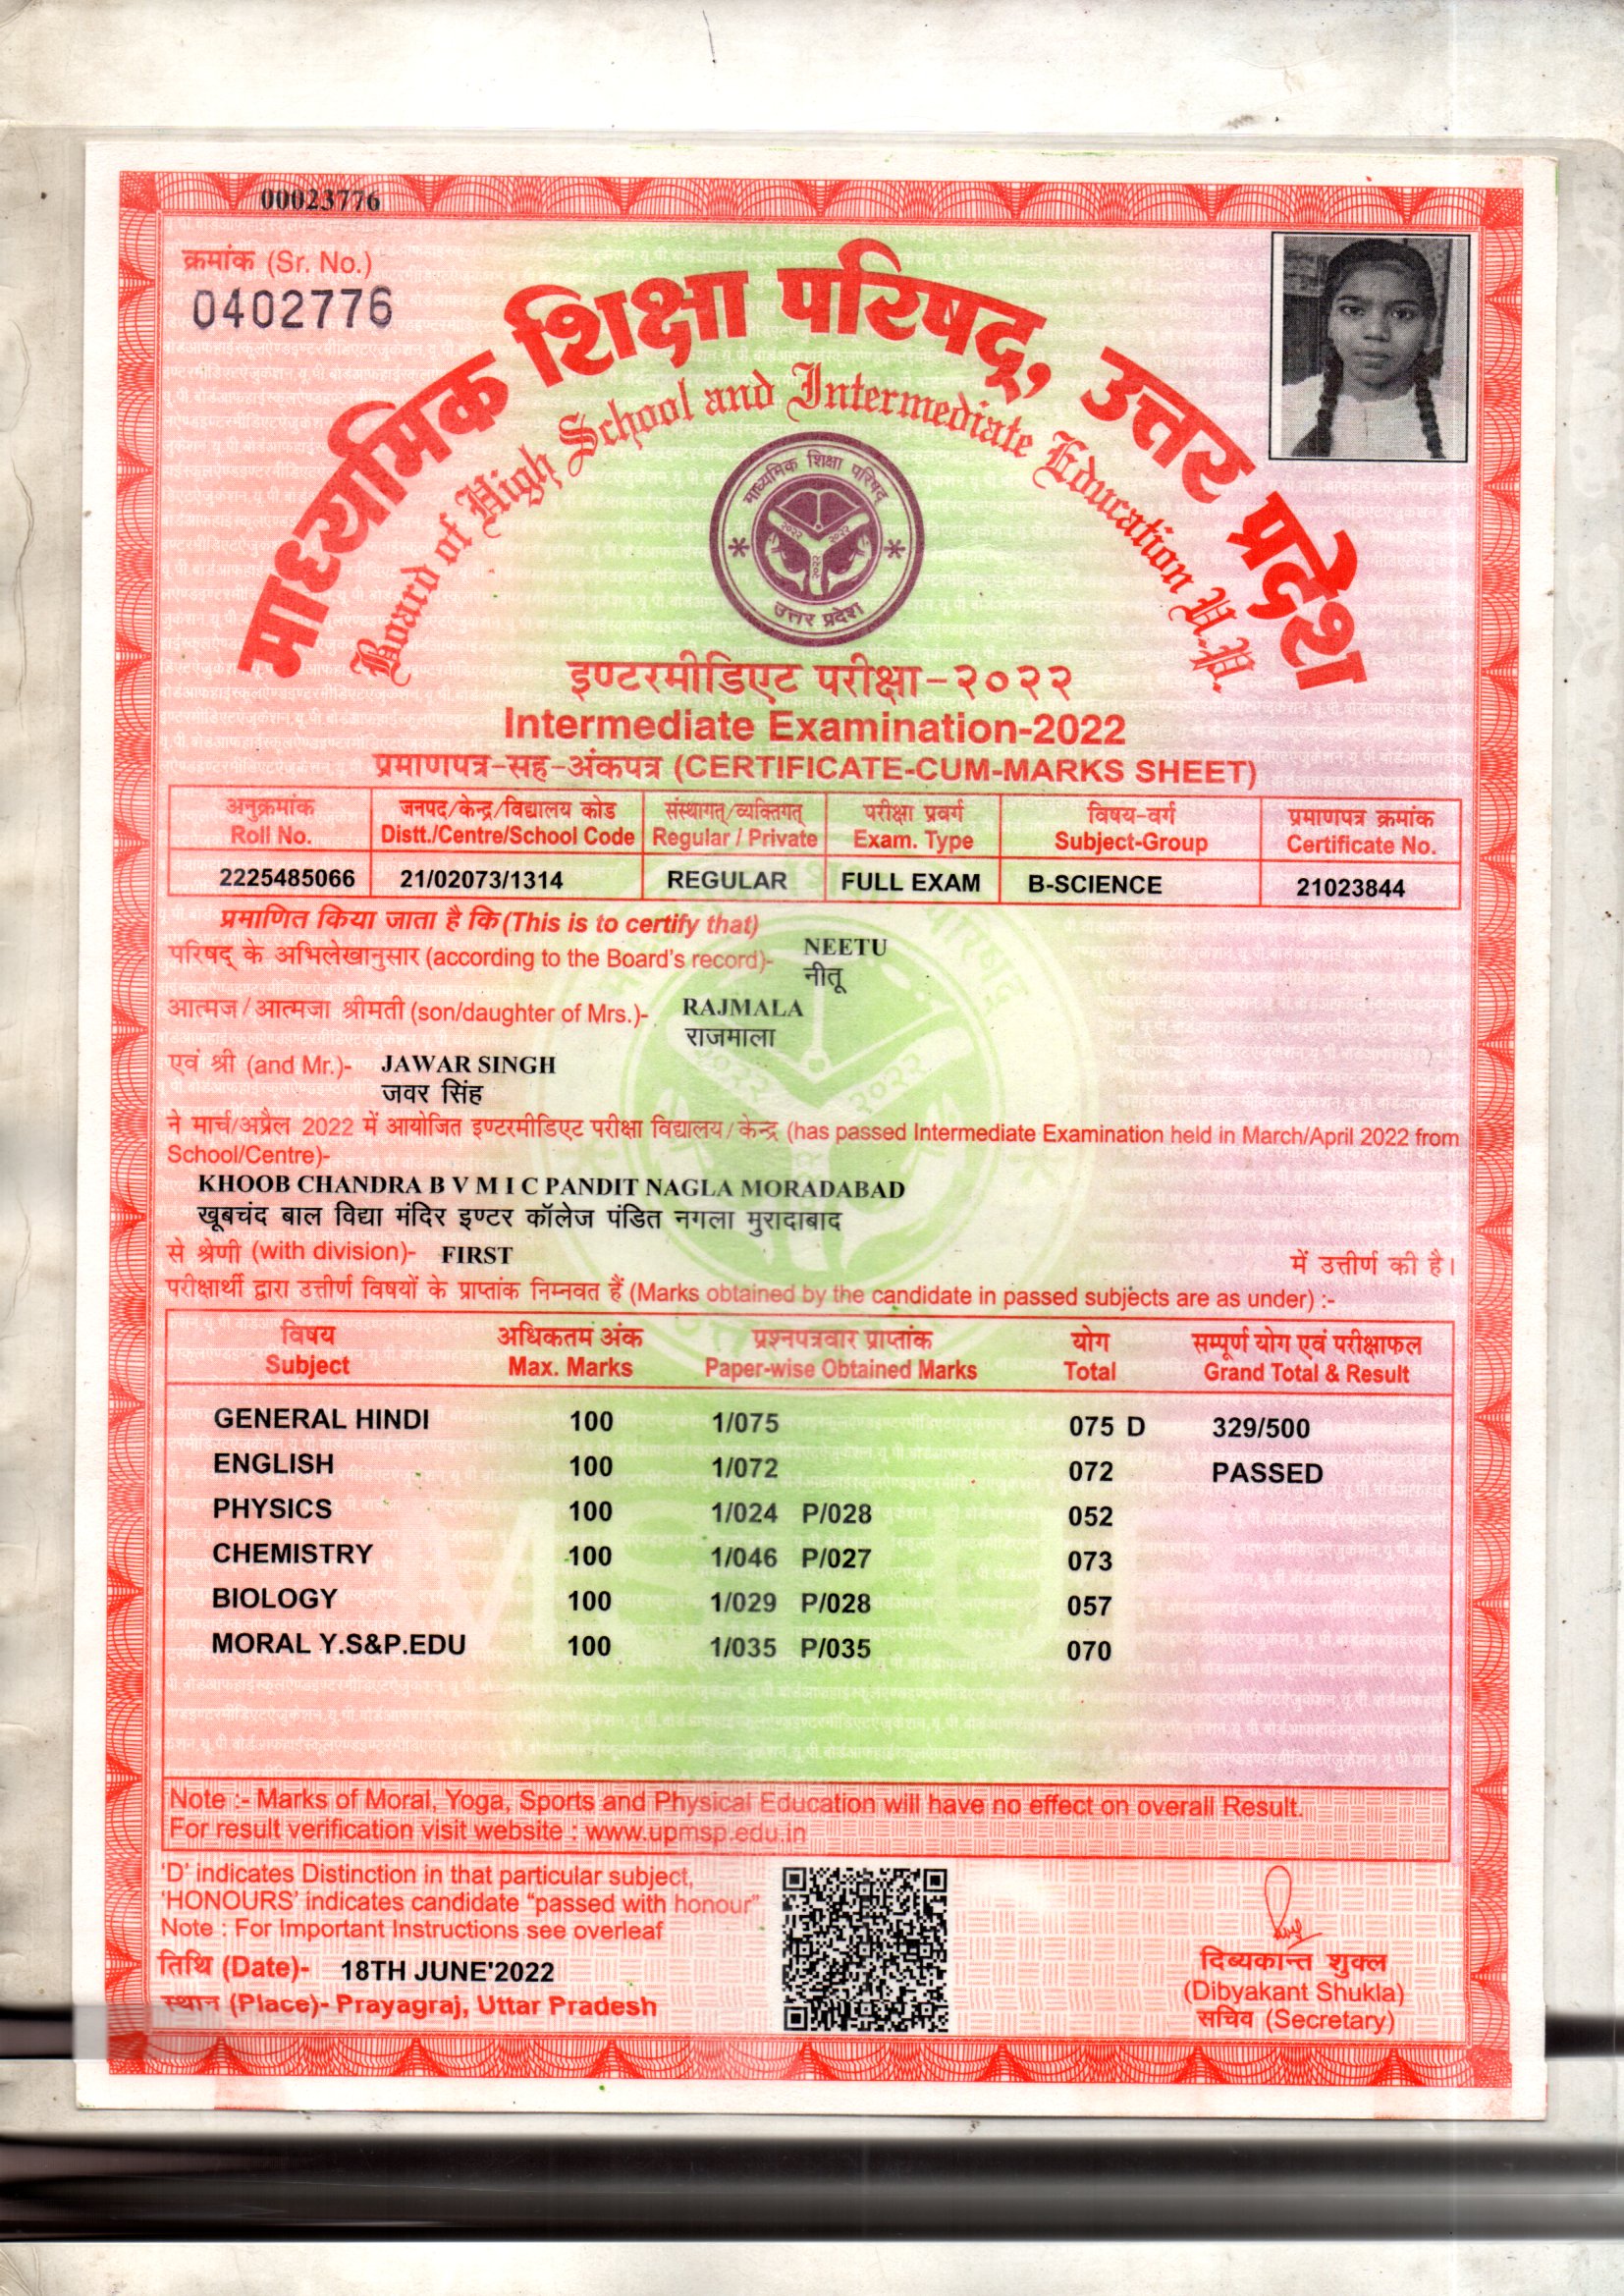 00023776
क्रमांक (Sr. No.)
0402776
माध्यमिक शिक्षा परिषद्, उत्तर प्रदेश
Board of High School and Intermediate Education U.P.
माध्यमिक शिक्षा परिषद्
२०२२ २०२२
२०२२
उत्तर प्रदेश
इण्टरमीडिएट परीक्षा-२०२२
Intermediate Examination-2022
प्रमाणपत्र-सह-अंकपत्र (CERTIFICATE-CUM-MARKS SHEET)
अनुक्रमांक जनपद/केन्द्र/विद्यालय कोड संस्थागत्/व्यक्तिगत् परीक्षा प्रवर्ग विषय-वर्ग प्रमाणपत्र क्रमांक
Roll No. Distt./Centre/School Code Regular / Private Exam. Type Subject-Group Certificate No.
2225485066 21/02073/1314 REGULAR FULL EXAM B-SCIENCE 21023844
प्रमाणित किया जाता है कि (This is to certify that)
परिषद् के अभिलेखानुसार (according to the Board's record)- NEETU
नीतू
आत्मज/आत्मजा श्रीमती (son/daughter of Mrs.)- RAJMALA
राजमाला
एवं श्री (and Mr.)- JAWAR SINGH
जवर सिंह
ने मार्च/अप्रैल 2022 में आयोजित इण्टरमीडिएट परीक्षा विद्यालय/केन्द्र (has passed Intermediate Examination held in March/April 2022 from
School/Centre)-
KHOOB CHANDRA B V M I C PANDIT NAGLA MORADABAD
खूबचंद बाल विद्या मंदिर इण्टर कॉलेज पंडित नगला मुरादाबाद
से श्रेणी (with division)- FIRST में उत्तीर्ण की है।
परीक्षार्थी द्वारा उत्तीर्ण विषयों के प्राप्तांक निम्नवत हैं (Marks obtained by the candidate in passed subjects are as under) :-
विषय अधिकतम अंक प्रश्नपत्रवार प्राप्तांक योग सम्पूर्ण योग एवं परीक्षाफल
Subject Max. Marks Paper-wise Obtained Marks Total Grand Total & Result
GENERAL HINDI 100 1/075 075 D 329/500
ENGLISH 100 1/072 072 PASSED
PHYSICS 100 1/024 P/028 052
CHEMISTRY 100 1/046 P/027 073
BIOLOGY 100 1/029 P/028 057
MORAL Y.S&P.EDU 100 1/035 P/035 070
Note :- Marks of Moral, Yoga, Sports and Physical Education will have no effect on overall Result.
For result verification visit website : www.upmsp.edu.in
'D' indicates Distinction in that particular subject,
'HONOURS' indicates candidate "passed with honour"
Note : For Important Instructions see overleaf
तिथि (Date)- 18TH JUNE'2022
स्थान (Place)- Prayagraj, Uttar Pradesh
दिब्यकान्त शुक्ल
(Dibyakant Shukla)
सचिव (Secretary)